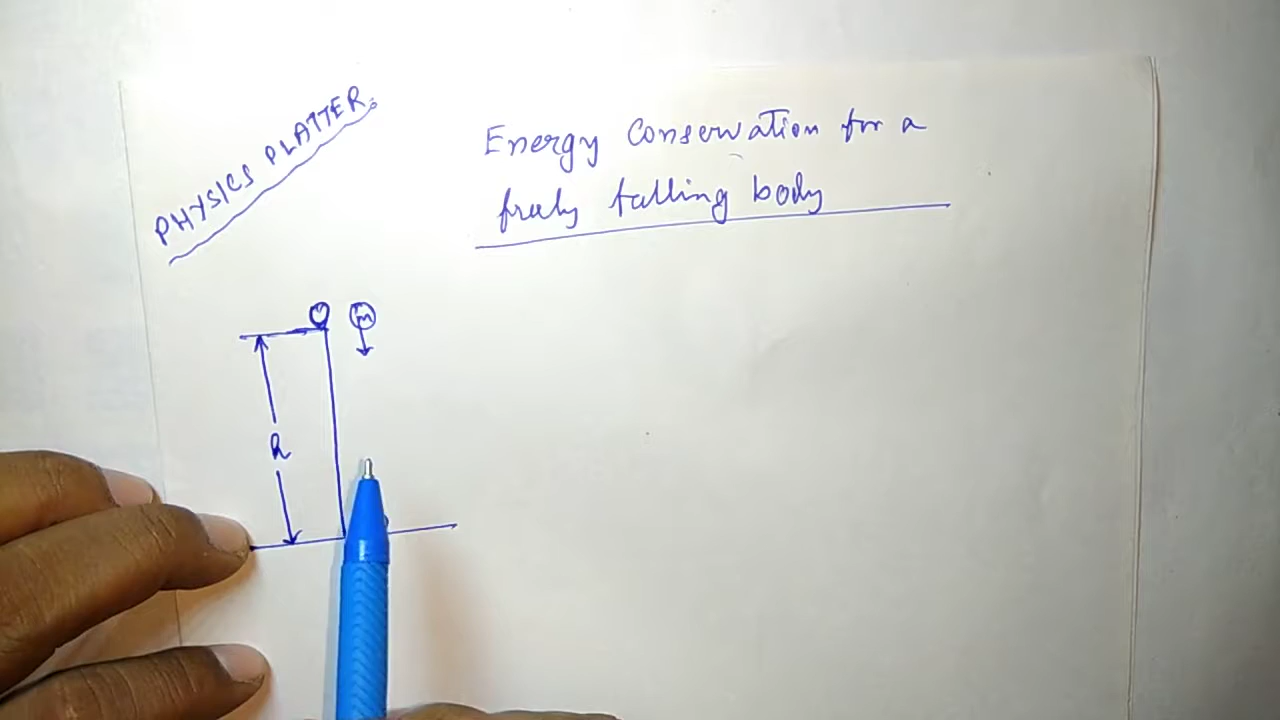 PHYSICS PLATTER.
Energy Conservation for a
freely falling body
m
h